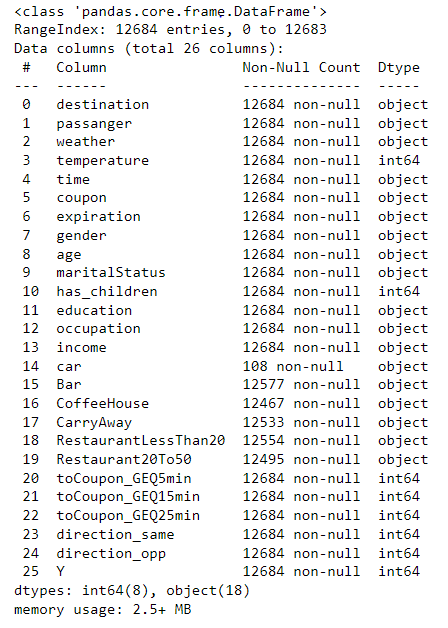 <class 'pandas.core.frame.DataFrame'>
RangeIndex: 12684 entries, 0 to 12683
Data columns (total 26 columns):
 #   Column                Non-Null Count  Dtype
---  ------                --------------  -----
 0   destination           12684 non-null  object
 1   passanger             12684 non-null  object
 2   weather               12684 non-null  object
 3   temperature           12684 non-null  int64
 4   time                  12684 non-null  object
 5   coupon                12684 non-null  object
 6   expiration            12684 non-null  object
 7   gender                12684 non-null  object
 8   age                   12684 non-null  object
 9   maritalStatus         12684 non-null  object
 10  has_children          12684 non-null  int64
 11  education             12684 non-null  object
 12  occupation            12684 non-null  object
 13  income                12684 non-null  object
 14  car                   108 non-null    object
 15  Bar                   12577 non-null  object
 16  CoffeeHouse           12467 non-null  object
 17  CarryAway             12533 non-null  object
 18  RestaurantLessThan20  12554 non-null  object
 19  Restaurant20To50      12495 non-null  object
 20  toCoupon_GEQ5min      12684 non-null  int64
 21  toCoupon_GEQ15min     12684 non-null  int64
 22  toCoupon_GEQ25min     12684 non-null  int64
 23  direction_same        12684 non-null  int64
 24  direction_opp         12684 non-null  int64
 25  Y                     12684 non-null  int64
dtypes: int64(8), object(18)
memory usage: 2.5+ MB